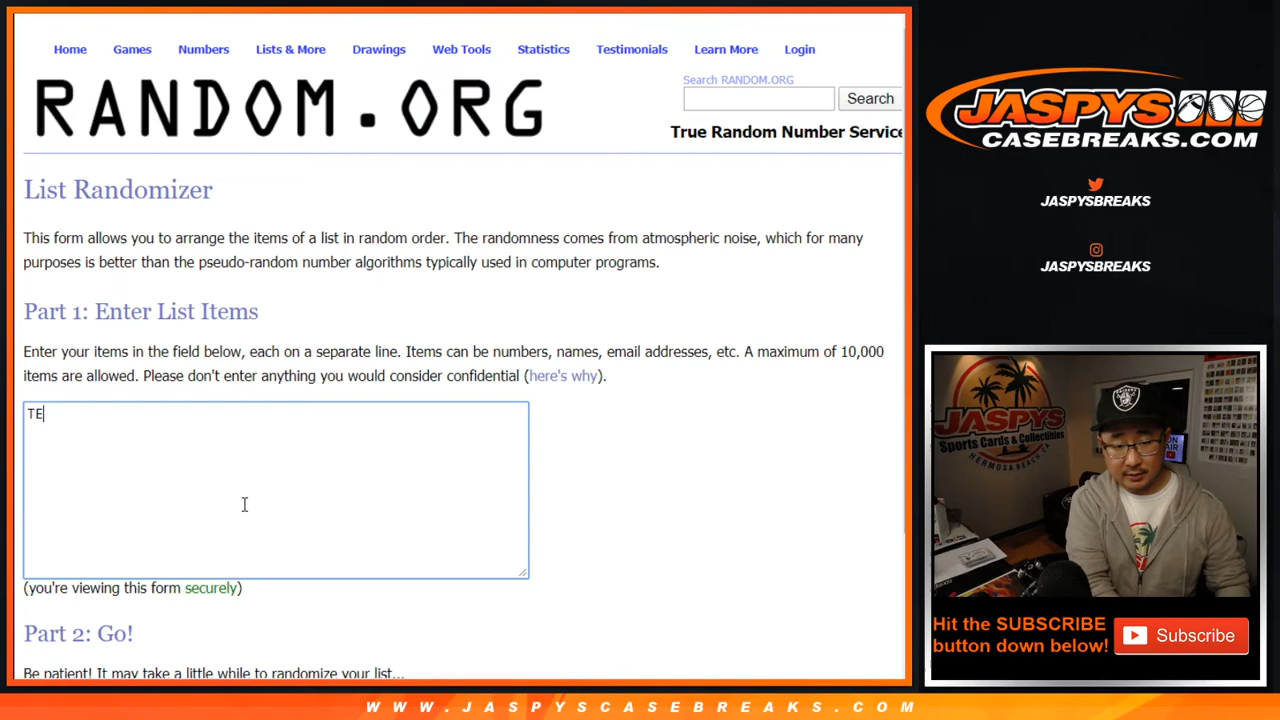 Home Games Numbers Lists & More Drawings Web Tools Statistics Testimonials Learn More Login
RANDOM.ORG
Search RANDOM.ORG
Search
True Random Number Service
List Randomizer
This form allows you to arrange the items of a list in random order. The randomness comes from atmospheric noise, which for many
purposes is better than the pseudo-random number algorithms typically used in computer programs.
Part 1: Enter List Items
Enter your items in the field below, each on a separate line. Items can be numbers, names, email addresses, etc. A maximum of 10,000
items are allowed. Please don't enter anything you would consider confidential (here's why).
TE
(you're viewing this form securely)
Part 2: Go!
Be patient! It may take a little while to randomize your list...
JASPYS
CASEBREAKS.COM
JASPYSBREAKS
JASPYSBREAKS
JASPYS
Sports Cards & Collectibles
HERMOSA BEACH, CA
ON
AIR
RAIDERS
Hit the SUBSCRIBE
button down below!
Subscribe
WWW.JASPYSCASEBREAKS.COM